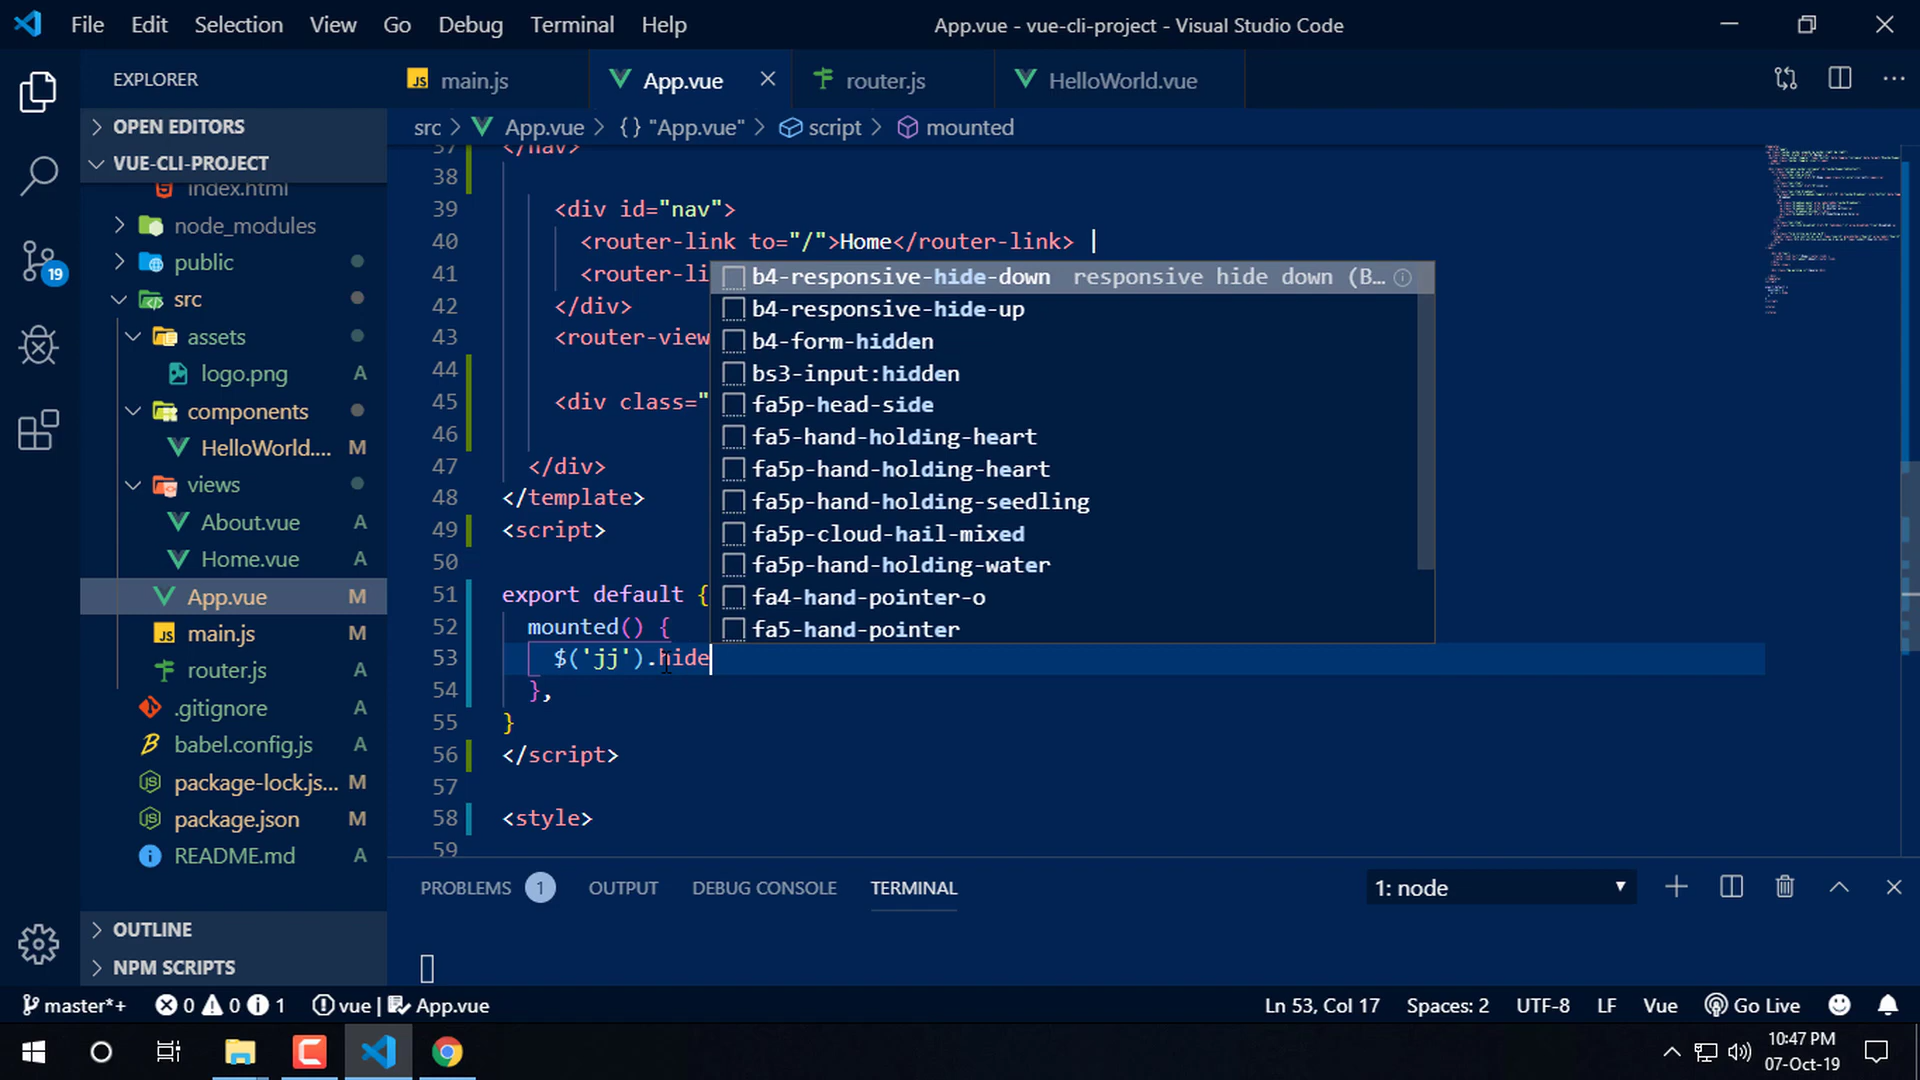 File Edit Selection View Go Debug Terminal Help App.vue - vue-cli-project - Visual Studio Code
EXPLORER
OPEN EDITORS
VUE-CLI-PROJECT
index.html
node_modules
public
src
assets
logo.png A
components
HelloWorld.... M
views
About.vue A
Home.vue A
App.vue M
main.js M
router.js A
.gitignore A
babel.config.js A
package-lock.js... M
package.json M
README.md A
OUTLINE
NPM SCRIPTS
19
JS main.js App.vue router.js HelloWorld.vue
src > App.vue > {} "App.vue" > script > mounted
37 </nav>
38
39 <div id="nav">
40 <router-link to="/">Home</router-link> |
41 <router-li
42 </div>
43 <router-view
44
45 <div class="
46
47 </div>
48 </template>
49 <script>
50
51 export default {
52 mounted() {
53 $('jj').hide
54 },
55 }
56 </script>
57
58 <style>
59
b4-responsive-hide-down responsive hide down (B...
b4-responsive-hide-up
b4-form-hidden
bs3-input:hidden
fa5p-head-side
fa5-hand-holding-heart
fa5p-hand-holding-heart
fa5p-hand-holding-seedling
fa5p-cloud-hail-mixed
fa5p-hand-holding-water
fa4-hand-pointer-o
fa5-hand-pointer
PROBLEMS 1 OUTPUT DEBUG CONSOLE TERMINAL 1: node
master*+ 0 0 1 vue | App.vue Ln 53, Col 17 Spaces: 2 UTF-8 LF Vue Go Live
10:47 PM
07-Oct-19